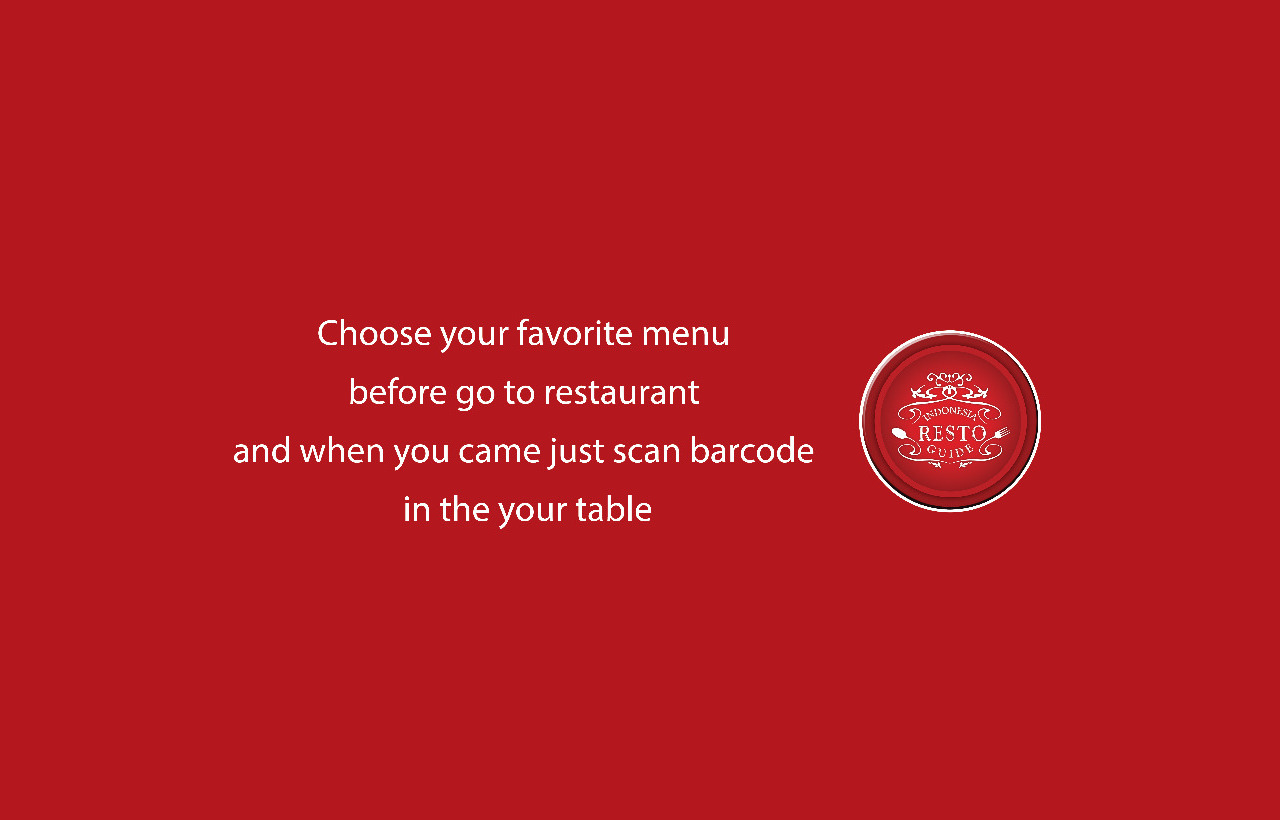 Choose your favorite menu
before go to restaurant
and when you came just scan barcode
in the your table
INDONESIA
RESTO
GUIDE